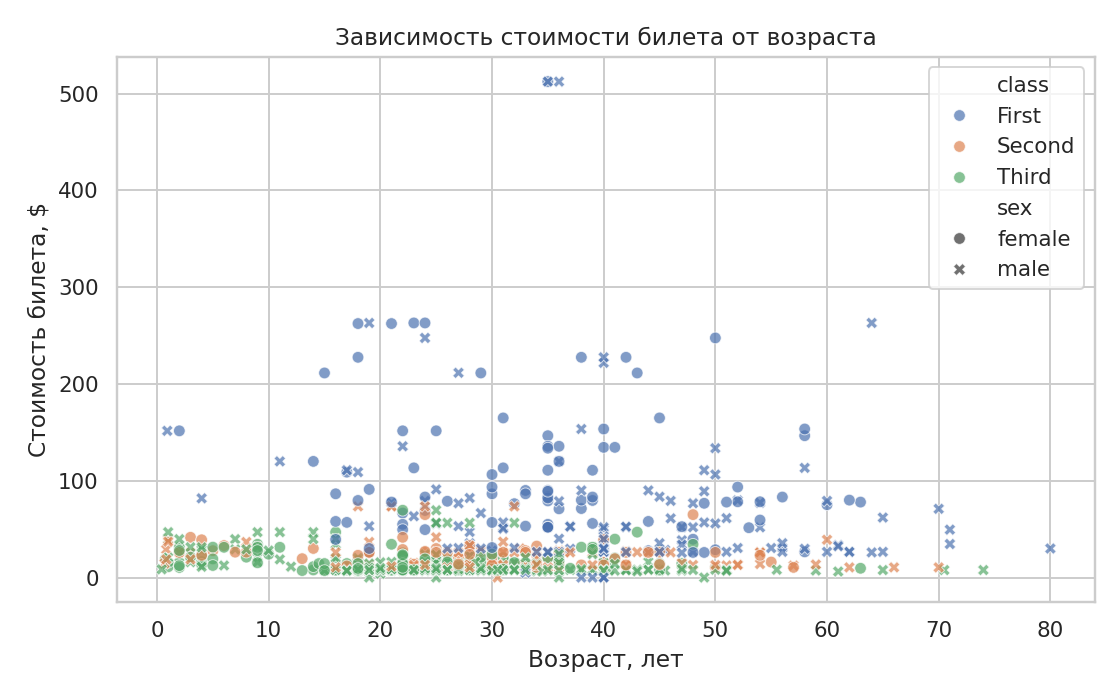 Зависимость стоимости билета от возраста
Стоимость билета, $
500
400
300
200
100
0
0 10 20 30 40 50 60 70 80
Возраст, лет
class
First
Second
Third
sex
female
male